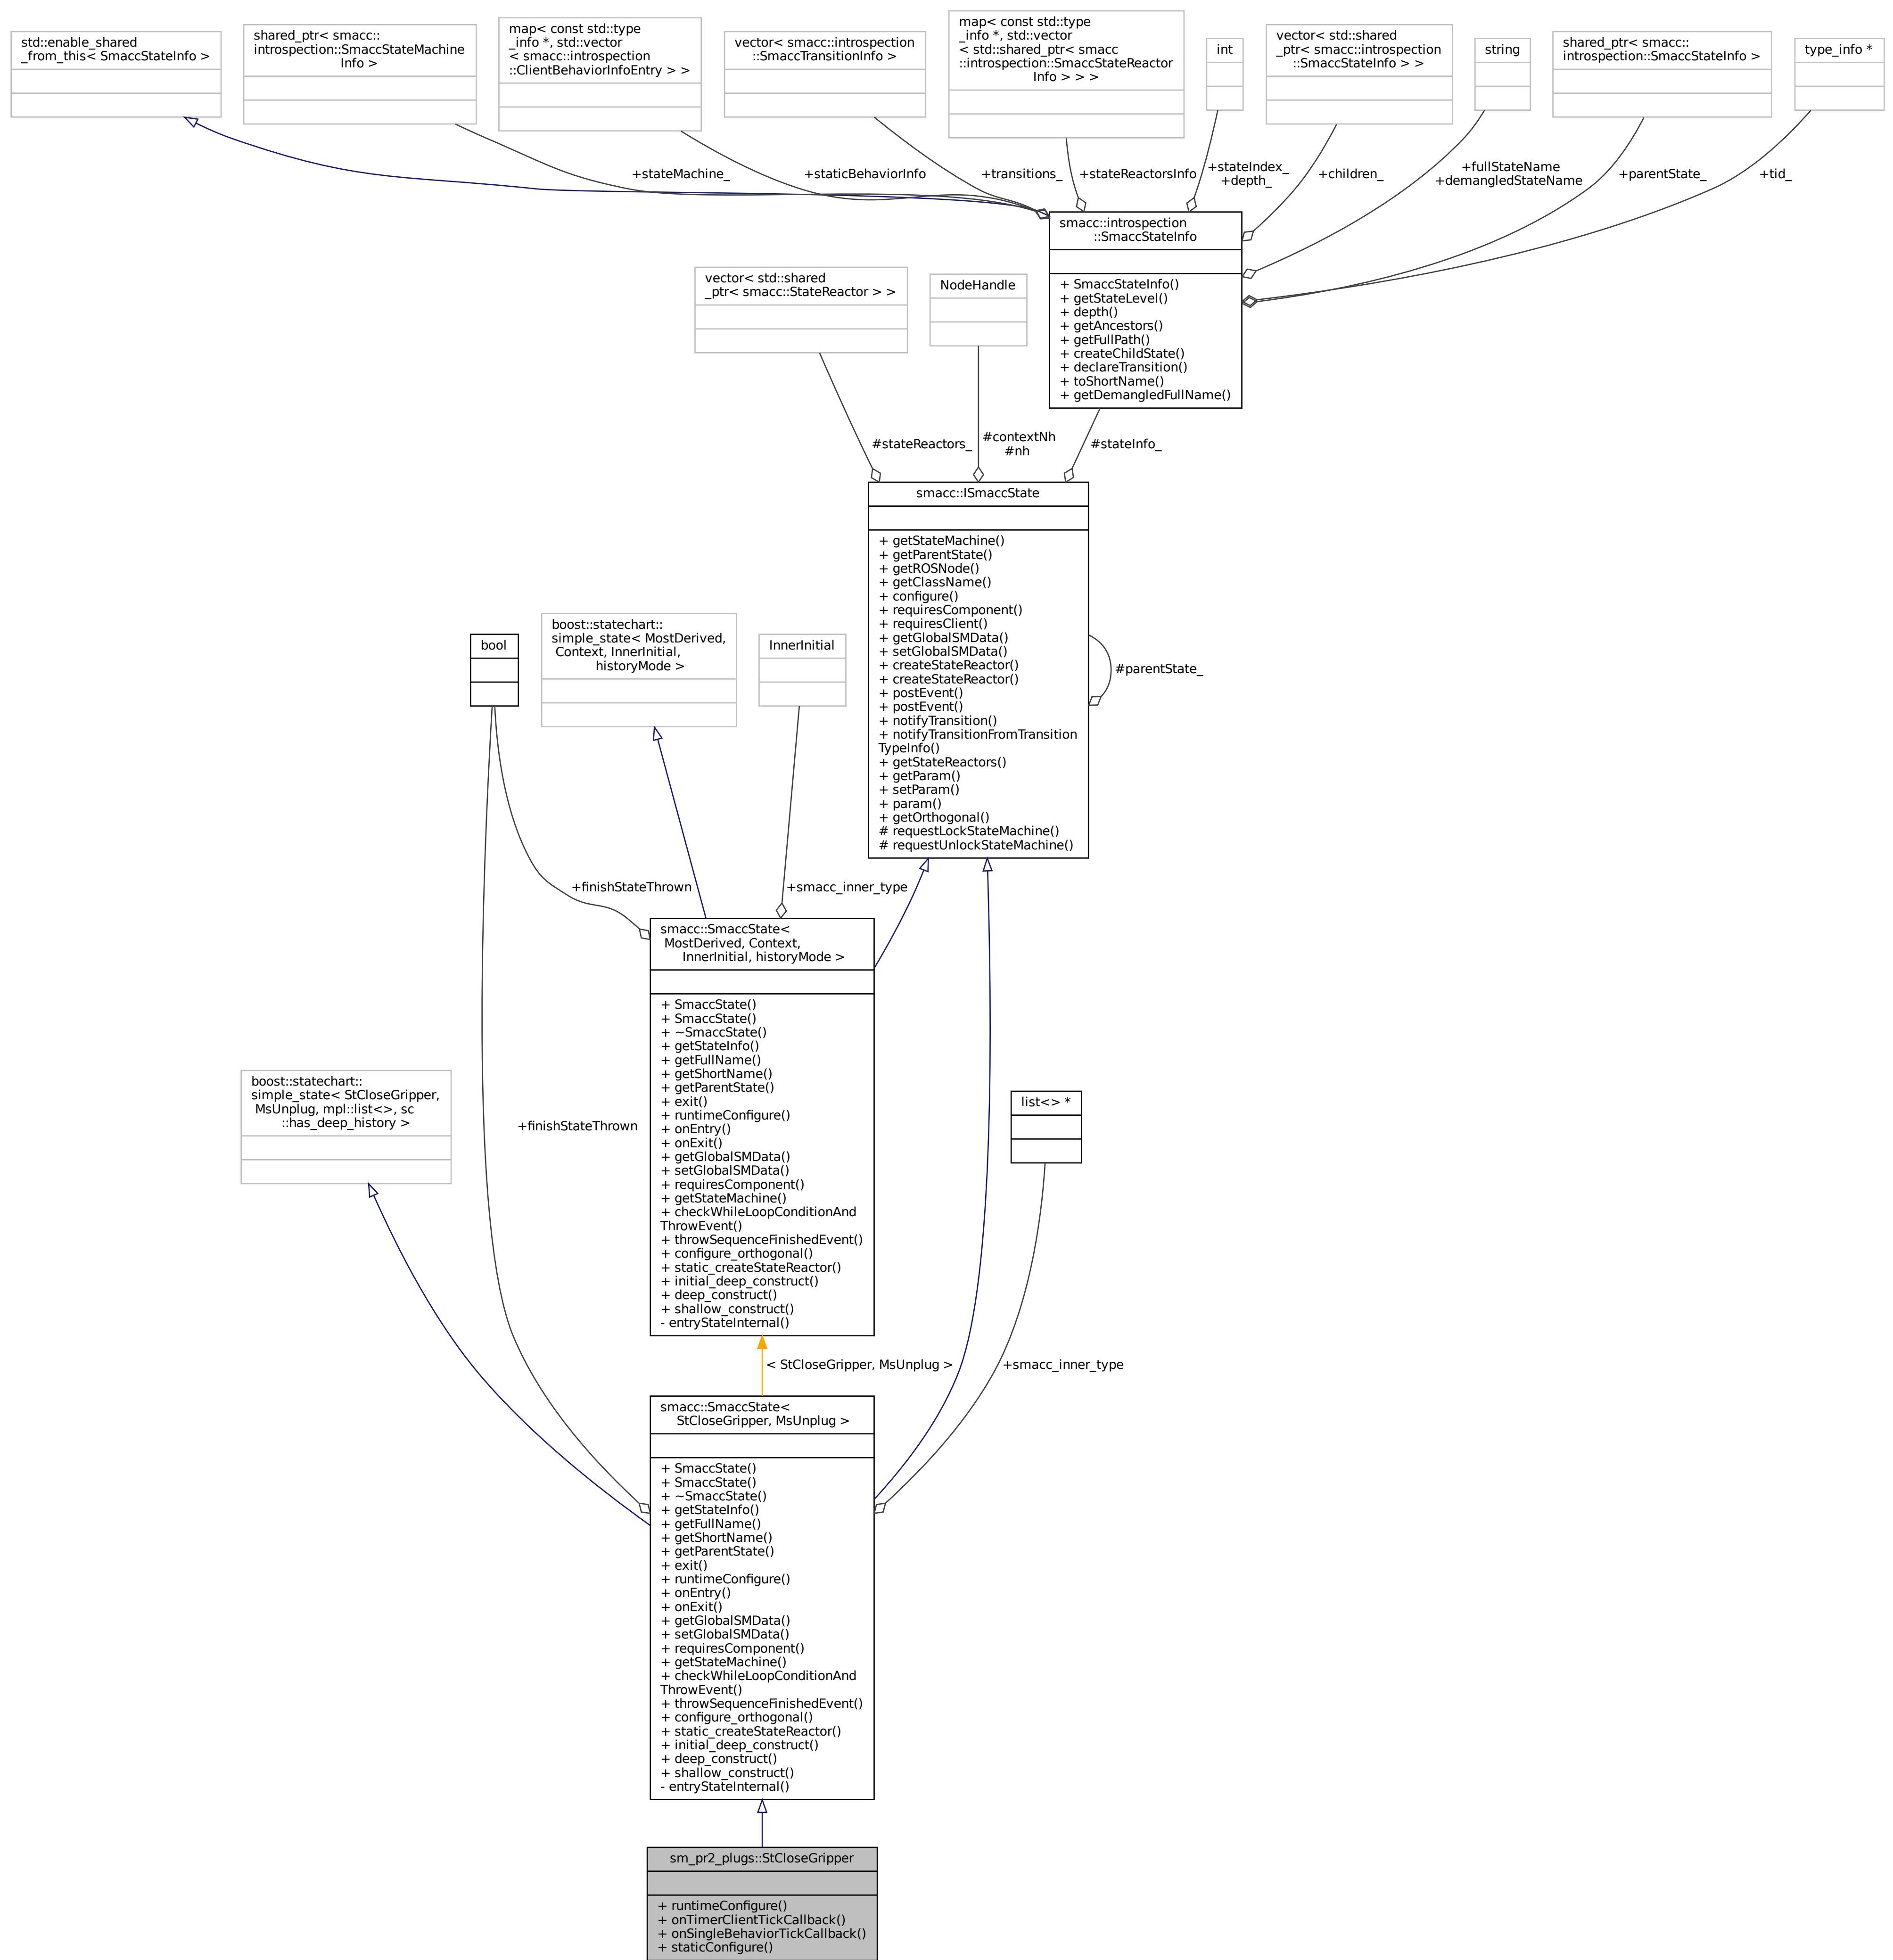 std::enable_shared
_from_this< SmaccStateInfo >
shared_ptr< smacc::
introspection::SmaccStateMachine
Info >
map< const std::type
_info *, std::vector
< smacc::introspection
::ClientBehaviorInfoEntry > >
vector< smacc::introspection
::SmaccTransitionInfo >
map< const std::type
_info *, std::vector
< std::shared_ptr< smacc
::introspection::SmaccStateReactor
Info > > >
int
vector< std::shared
_ptr< smacc::introspection
::SmaccStateInfo > >
string
shared_ptr< smacc::
introspection::SmaccStateInfo >
type_info *
+stateMachine_
+staticBehaviorInfo
+transitions_
+stateReactorsInfo
+stateIndex_
+depth_
+children_
+fullStateName
+demangledStateName
+parentState_
+tid_
smacc::introspection
::SmaccStateInfo
+ SmaccStateInfo()
+ getStateLevel()
+ depth()
+ getAncestors()
+ getFullPath()
+ createChildState()
+ declareTransition()
+ toShortName()
+ getDemangledFullName()
vector< std::shared
_ptr< smacc::StateReactor > >
NodeHandle
#stateReactors_
#contextNh
#nh
#stateInfo_
smacc::ISmaccState
+ getStateMachine()
+ getParentState()
+ getROSNode()
+ getClassName()
+ configure()
+ requiresComponent()
+ requiresClient()
+ getGlobalSMData()
+ setGlobalSMData()
+ createStateReactor()
+ createStateReactor()
+ postEvent()
+ postEvent()
+ notifyTransition()
+ notifyTransitionFromTransition
TypeInfo()
+ getStateReactors()
+ getParam()
+ setParam()
+ param()
+ getOrthogonal()
# requestLockStateMachine()
# requestUnlockStateMachine()
#parentState_
bool
boost::statechart::
simple_state< MostDerived,
Context, InnerInitial,
historyMode >
InnerInitial
+finishStateThrown
+smacc_inner_type
smacc::SmaccState<
MostDerived, Context,
InnerInitial, historyMode >
+ SmaccState()
+ SmaccState()
+ ~SmaccState()
+ getStateInfo()
+ getFullName()
+ getShortName()
+ getParentState()
+ exit()
+ runtimeConfigure()
+ onEntry()
+ onExit()
+ getGlobalSMData()
+ setGlobalSMData()
+ requiresComponent()
+ getStateMachine()
+ checkWhileLoopConditionAnd
ThrowEvent()
+ throwSequenceFinishedEvent()
+ configure_orthogonal()
+ static_createStateReactor()
+ initial_deep_construct()
+ deep_construct()
+ shallow_construct()
- entryStateInternal()
boost::statechart::
simple_state< StCloseGripper,
MsUnplug, mpl::list<>, sc
::has_deep_history >
+finishStateThrown
list<> *
< StCloseGripper, MsUnplug >
+smacc_inner_type
smacc::SmaccState<
StCloseGripper, MsUnplug >
+ SmaccState()
+ SmaccState()
+ ~SmaccState()
+ getStateInfo()
+ getFullName()
+ getShortName()
+ getParentState()
+ exit()
+ runtimeConfigure()
+ onEntry()
+ onExit()
+ getGlobalSMData()
+ setGlobalSMData()
+ requiresComponent()
+ getStateMachine()
+ checkWhileLoopConditionAnd
ThrowEvent()
+ throwSequenceFinishedEvent()
+ configure_orthogonal()
+ static_createStateReactor()
+ initial_deep_construct()
+ deep_construct()
+ shallow_construct()
- entryStateInternal()
sm_pr2_plugs::StCloseGripper
+ runtimeConfigure()
+ onTimerClientTickCallback()
+ onSingleBehaviorTickCallback()
+ staticConfigure()